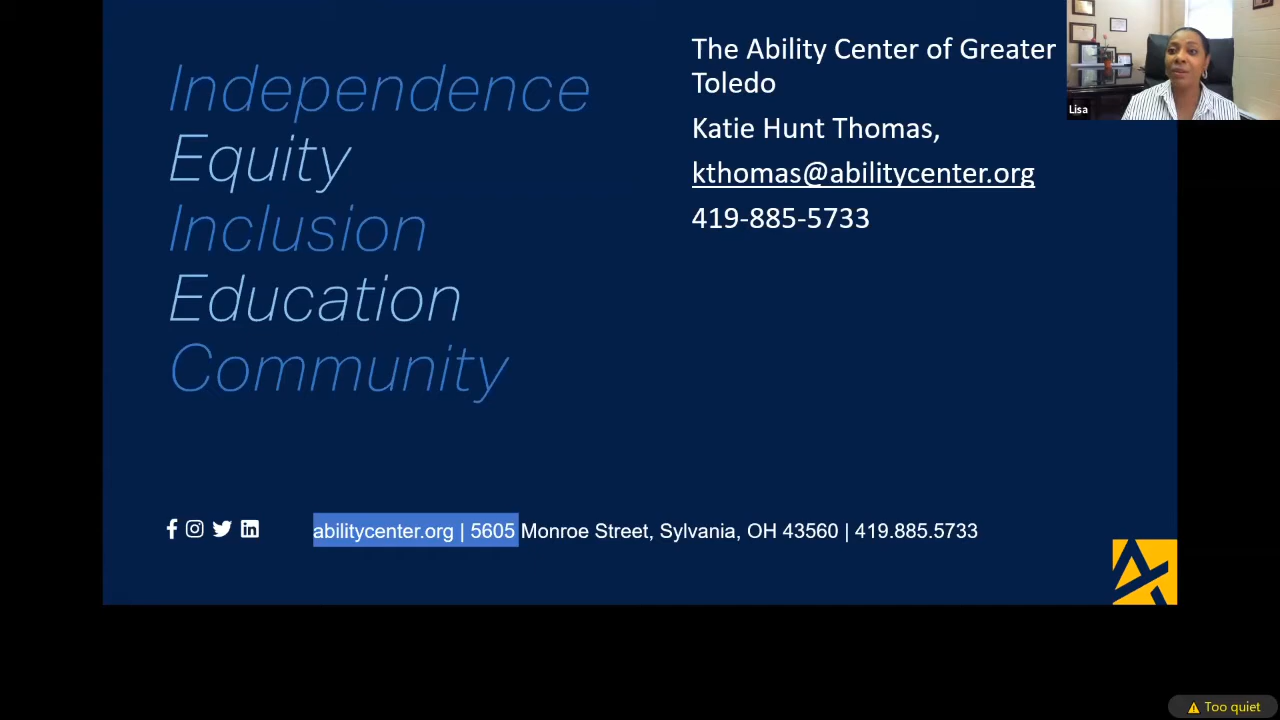 Independence
Equity
Inclusion
Education
Community
The Ability Center of Greater
Toledo
Katie Hunt Thomas,
kthomas@abilitycenter.org
419-885-5733
Lisa
abilitycenter.org | 5605 Monroe Street, Sylvania, OH 43560 | 419.885.5733
Too quiet